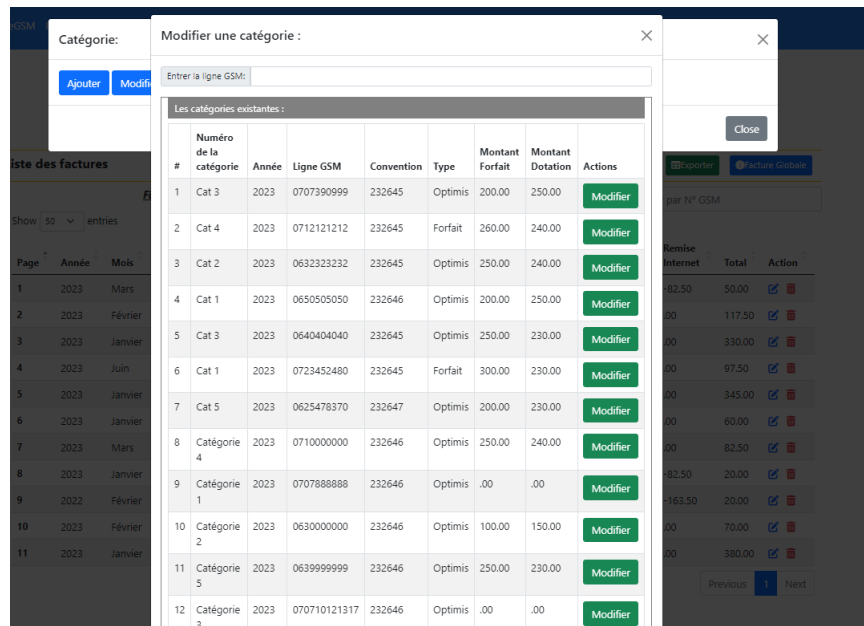 eGSM
Catégorie:
Modifier une catégorie :
Ajouter Modifi
Entrer la ligne GSM:
Les catégories existantes :
Close
# Numéro de la catégorie Année Ligne GSM Convention Type Montant Forfait Montant Dotation Actions
1 Cat 3 2023 0707390999 232645 Optimis 200.00 250.00 Modifier
2 Cat 4 2023 0712121212 232645 Forfait 260.00 240.00 Modifier
3 Cat 2 2023 0632323232 232645 Optimis 250.00 240.00 Modifier
4 Cat 1 2023 0650505050 232646 Optimis 200.00 250.00 Modifier
5 Cat 3 2023 0640404040 232645 Optimis 250.00 230.00 Modifier
6 Cat 1 2023 0723452480 232645 Forfait 300.00 230.00 Modifier
7 Cat 5 2023 0625478370 232647 Optimis 200.00 230.00 Modifier
8 Catégorie 4 2023 0710000000 232646 Optimis 250.00 240.00 Modifier
9 Catégorie 1 2023 0707888888 232646 Optimis .00 .00 Modifier
10 Catégorie 2 2023 0630000000 232646 Optimis 100.00 150.00 Modifier
11 Catégorie 5 2023 0639999999 232646 Optimis 250.00 230.00 Modifier
12 Catégorie 3 2023 070710121317 232646 Optimis .00 .00 Modifier
iste des factures
Exporter Facture Globale
par N° GSM
Show 50 entries
Page Année Mois Remise Internet Total Action
1 2023 Mars -82.50 50.00
2 2023 Février .00 117.50
3 2023 Janvier .00 330.00
4 2023 Juin .00 97.50
5 2023 Janvier .00 345.00
6 2023 Janvier .00 60.00
7 2023 Mars .00 82.50
8 2023 Janvier -82.50 20.00
9 2022 Février -163.50 20.00
10 2023 Février .00 70.00
11 2023 Janvier .00 380.00
Previous 1 Next